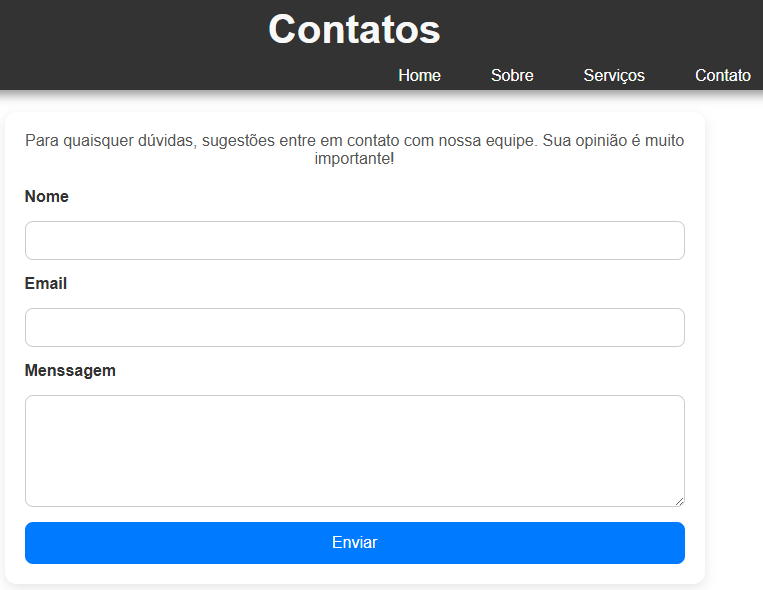 Contatos
Home Sobre Serviços Contato
Para quaisquer dúvidas, sugestões entre em contato com nossa equipe. Sua opinião é muito
importante!
Nome
Email
Menssagem
Enviar